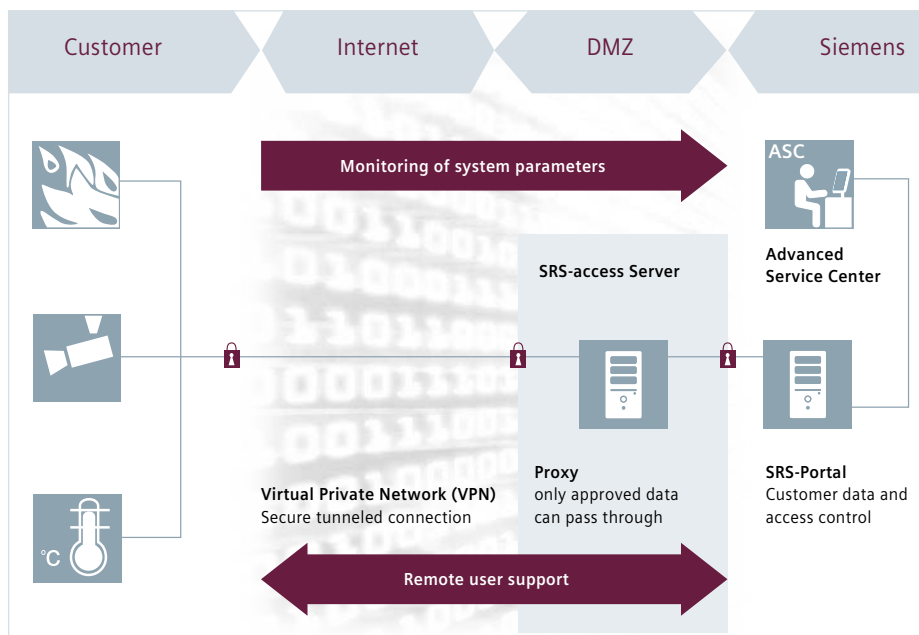 Customer
Internet
DMZ
Siemens
Monitoring of system parameters
ASC
Advanced
Service Center
SRS-access Server
°C
Virtual Private Network (VPN)
Secure tunneled connection
Proxy
only approved data
can pass through
SRS-Portal
Customer data and
access control
Remote user support